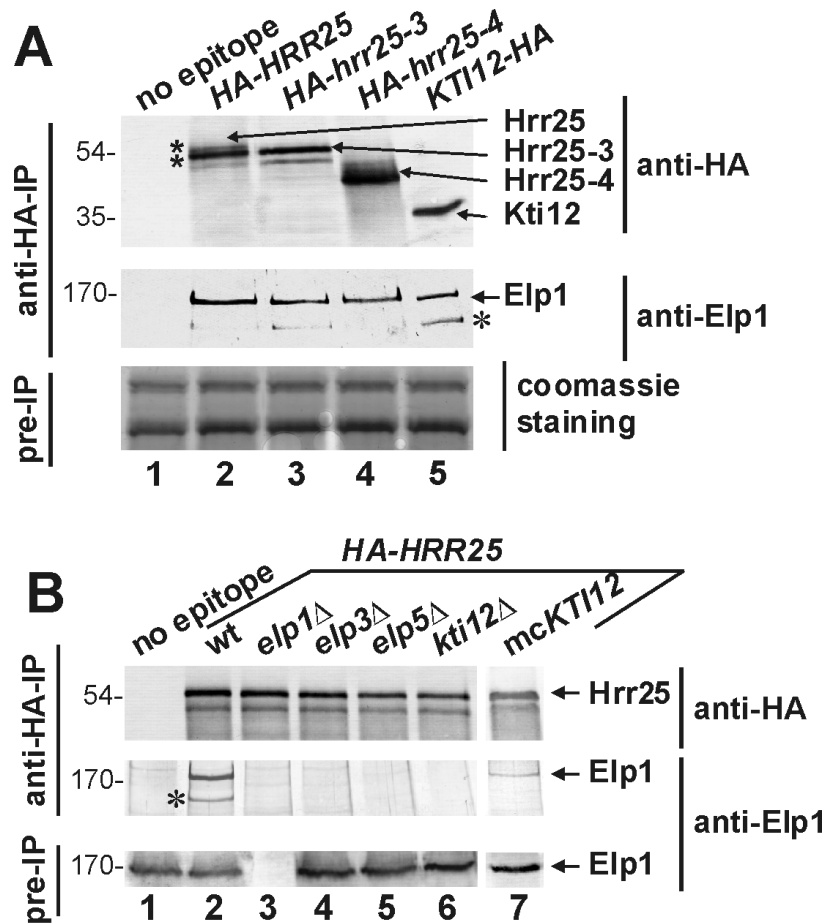 A
no epitope
HA-HRR25
HA-hrr25-3
HA-hrr25-4
KTI12-HA
anti-HA-IP
54-
35-
*
*
Hrr25
Hrr25-3
Hrr25-4
Kti12
anti-HA
170-
Elp1
*
anti-Elp1
pre-IP
coomassie
staining
1 2 3 4 5
B
HA-HRR25
no epitope
wt
elp1Δ
elp3Δ
elp5Δ
kti12Δ
mcKTI12
anti-HA-IP
54-
Hrr25
anti-HA
170-
*
Elp1
anti-Elp1
pre-IP
170-
Elp1
1 2 3 4 5 6 7